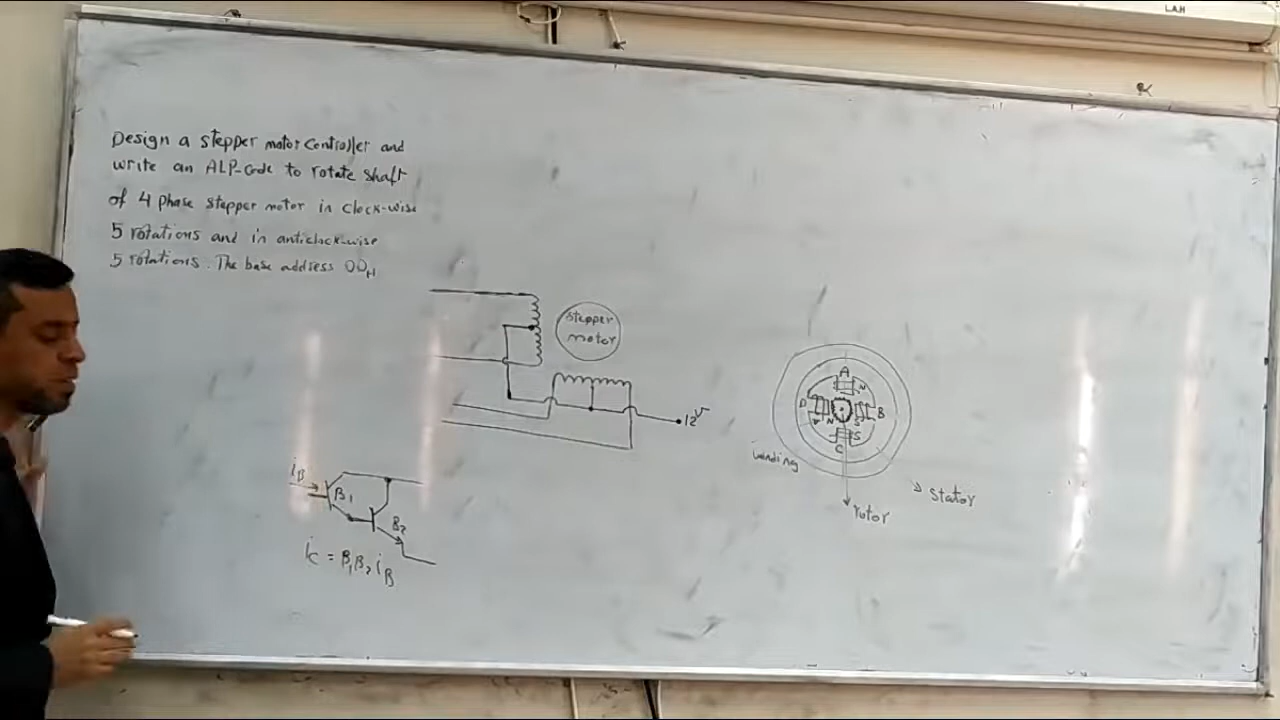 Design a stepper motor controller and
write an ALP-Code to rotate shaft
of 4 phase stepper motor in clock-wise
5 rotations and in anticlock-wise
5 rotations. The base address 00H
stepper
motor
12V
iB
B1
B2
iC = B1B2 iB
A
N
D
B
N
S
S
C
winding
stator
rotor
L.A.H